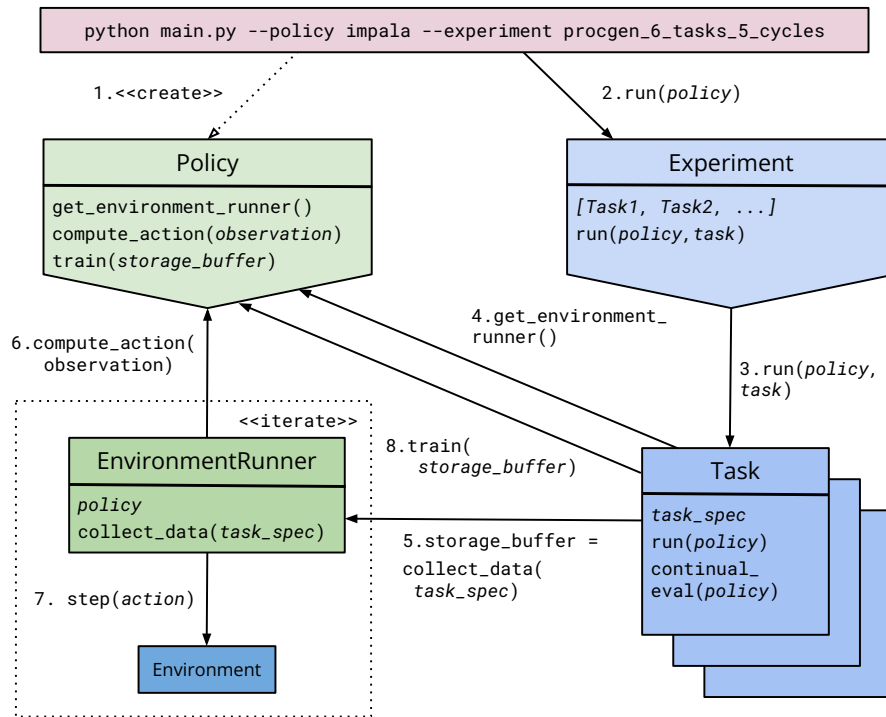 python main.py --policy impala --experiment procgen_6_tasks_5_cycles
1.<<create>>
2.run(policy)
Policy
get_environment_runner()
compute_action(observation)
train(storage_buffer)
Experiment
[Task1, Task2, ...]
run(policy,task)
4.get_environment_
runner()
6.compute_action(
observation)
3.run(policy,
task)
<<iterate>>
EnvironmentRunner
policy
collect_data(task_spec)
8.train(
storage_buffer)
Task
task_spec
run(policy)
continual_
eval(policy)
5.storage_buffer =
collect_data(
task_spec)
7. step(action)
Environment